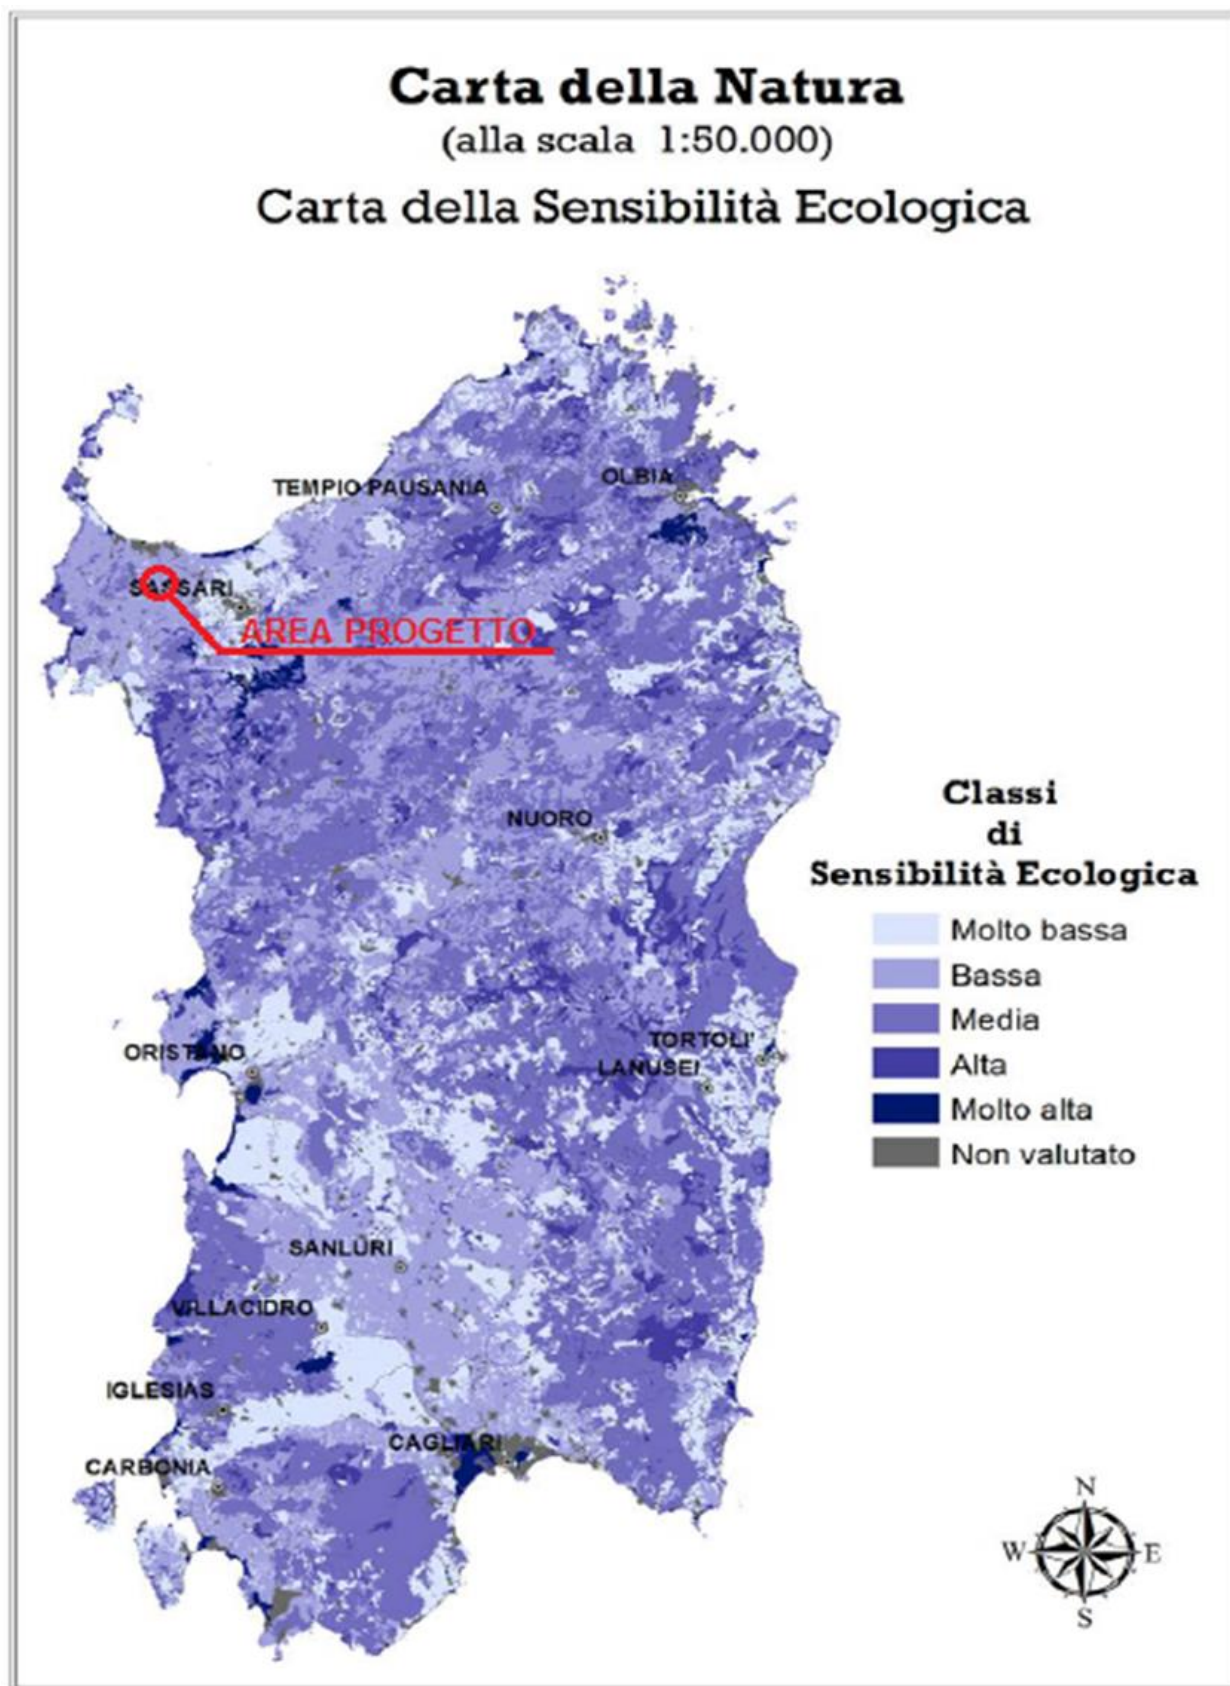 Carta della Natura
(alla scala 1:50.000)
Carta della Sensibilità Ecologica
TEMPIO PAUSANIA
OLBIA
SASSARI
AREA PROGETTO
NUORO
Classi
di
Sensibilità Ecologica
Molto bassa
Bassa
Media
Alta
Molto alta
Non valutato
ORISTANO
TORTOLI'
LANUSEI
SANLURI
VILLACIDRO
IGLESIAS
CAGLIARI
CARBONIA
N
W
E
S